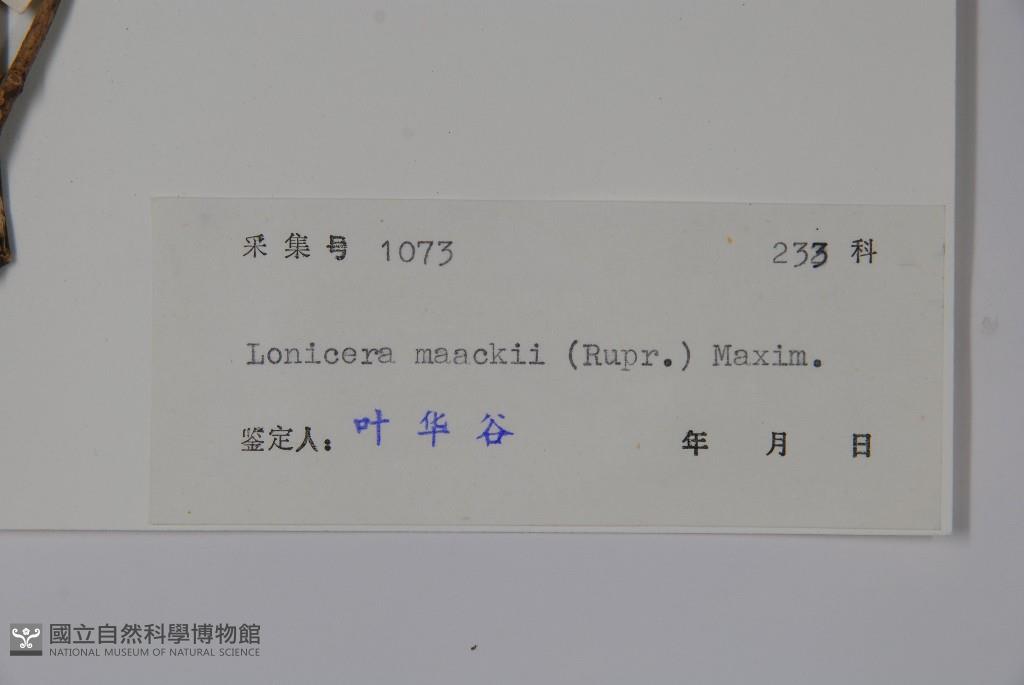 采集号 1073 233 科
Lonicera maackii (Rupr.) Maxim.
鉴定人: 叶华谷 年 月 日
國立自然科學博物館
NATIONAL MUSEUM OF NATURAL SCIENCE